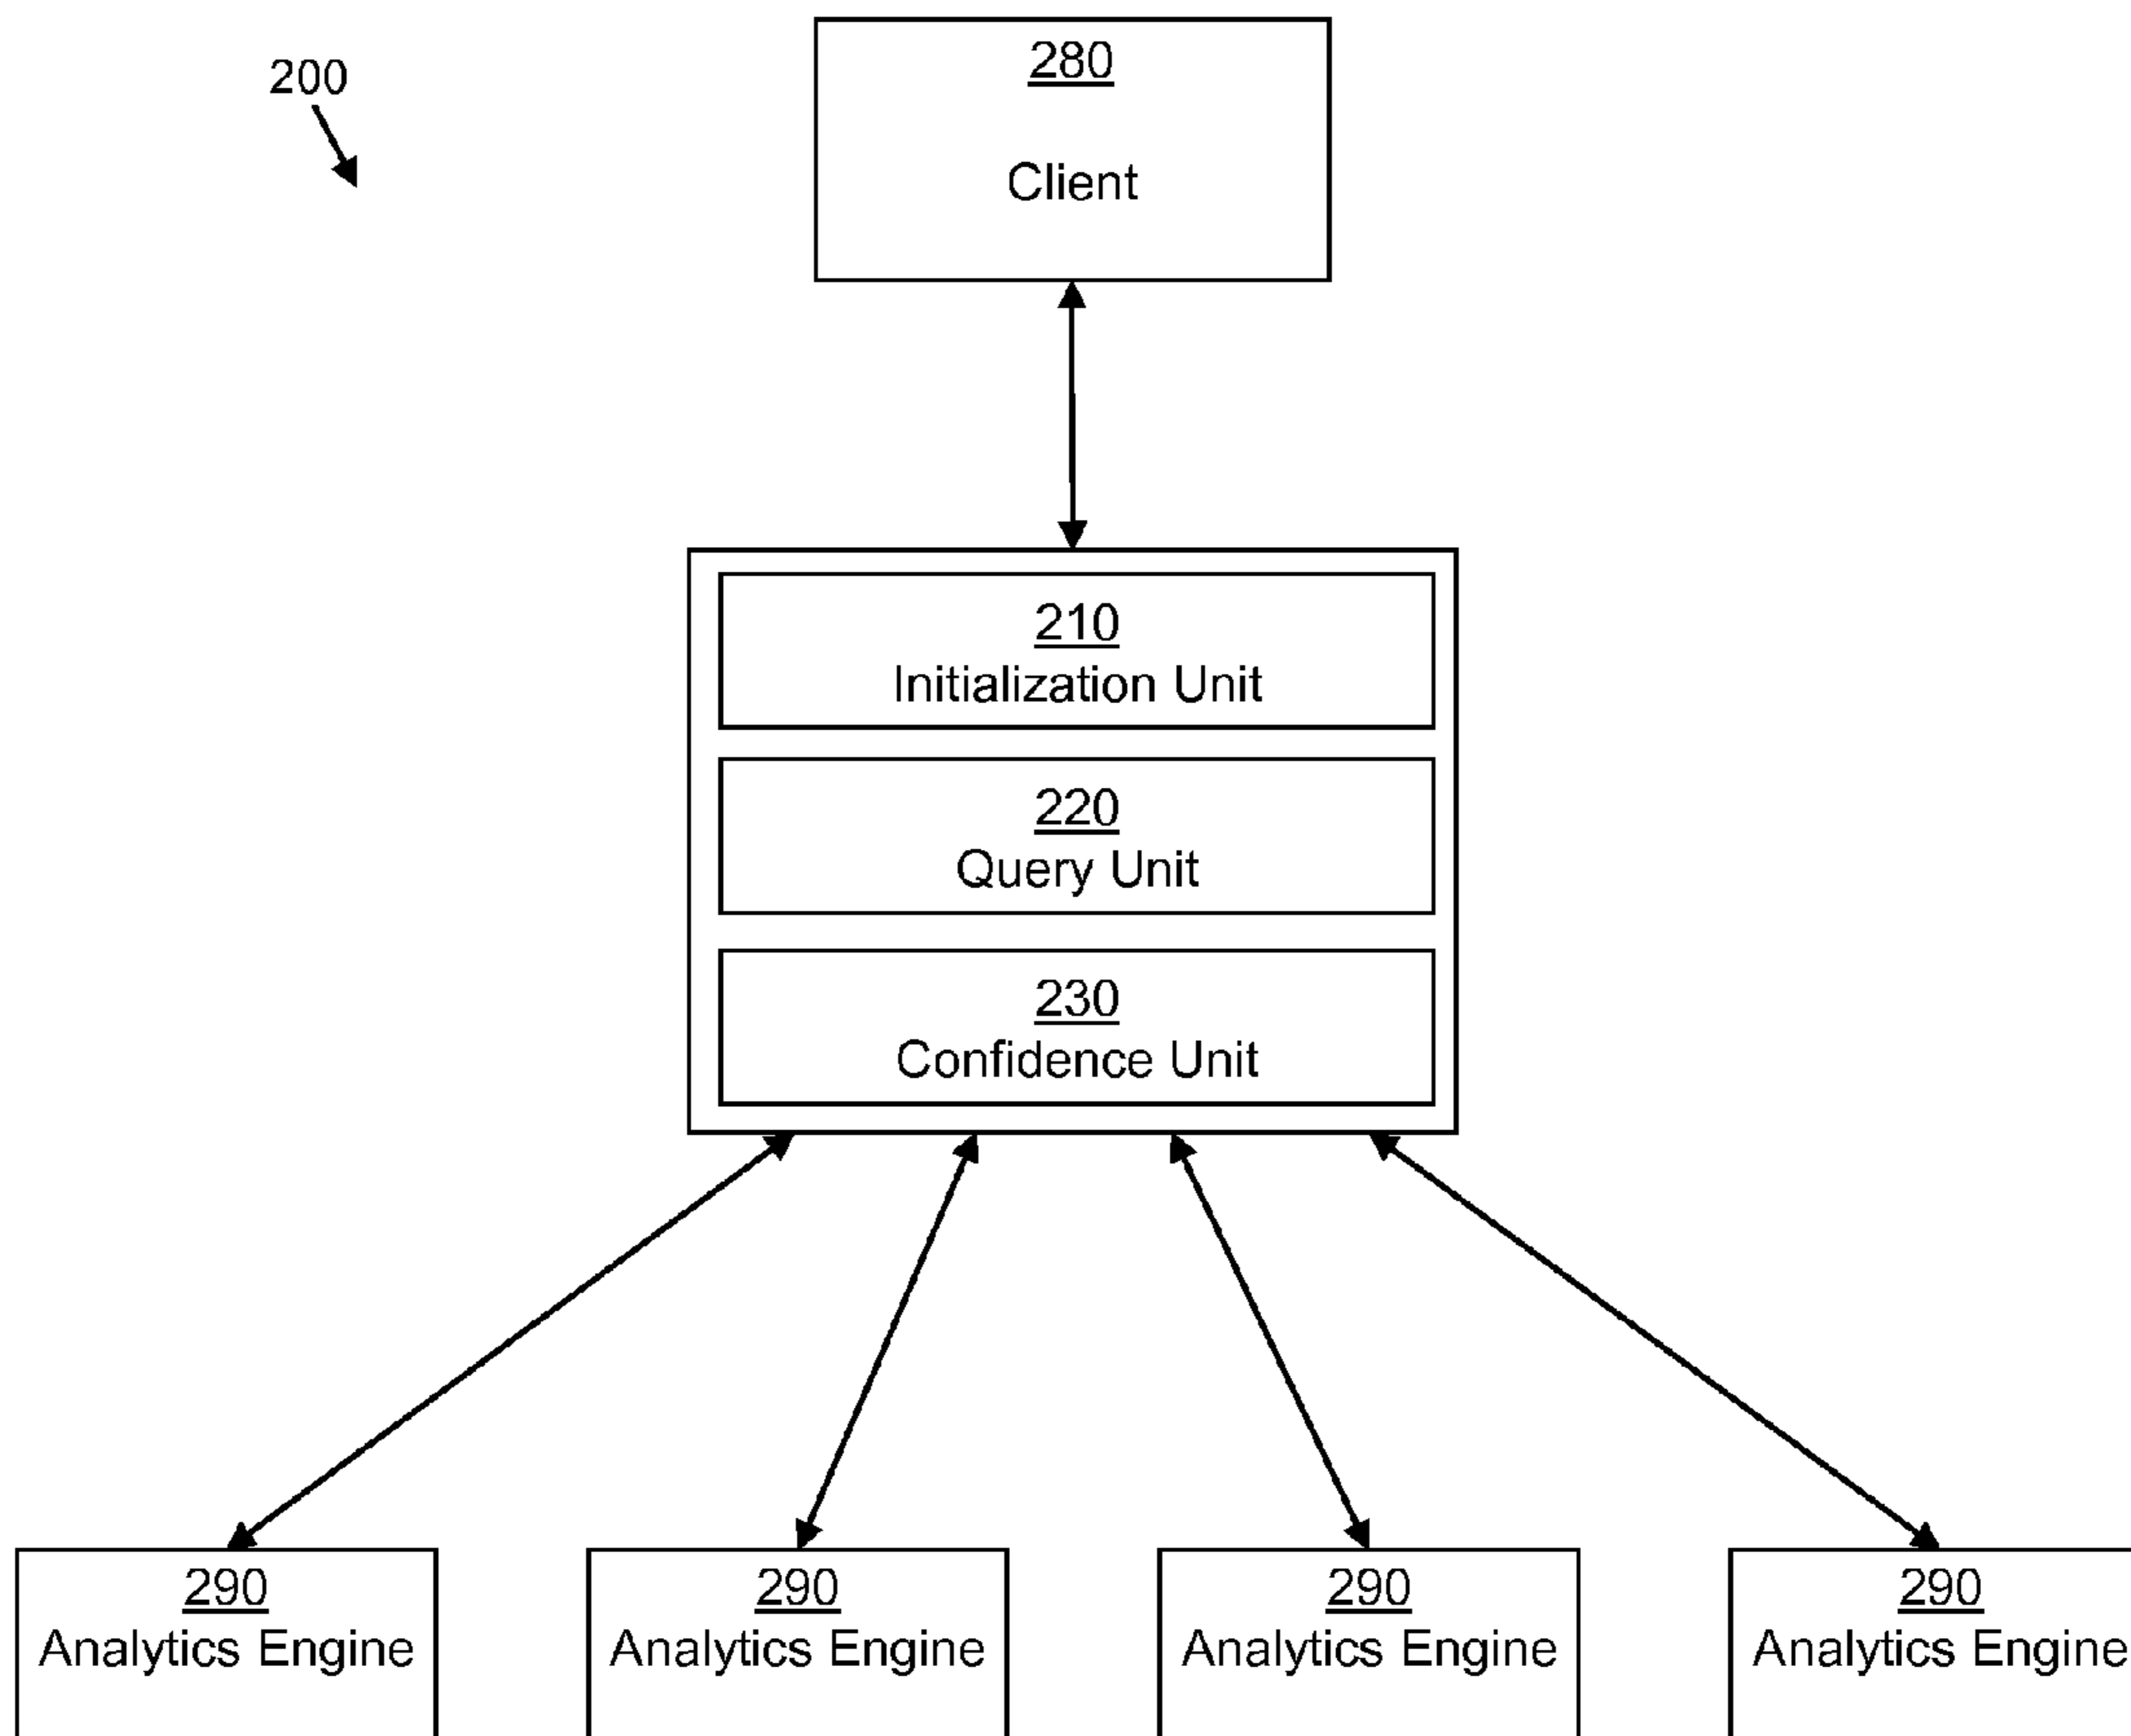 200
280
Client
210
Initialization Unit
220
Query Unit
230
Confidence Unit
290
Analytics Engine
290
Analytics Engine
290
Analytics Engine
290
Analytics Engine